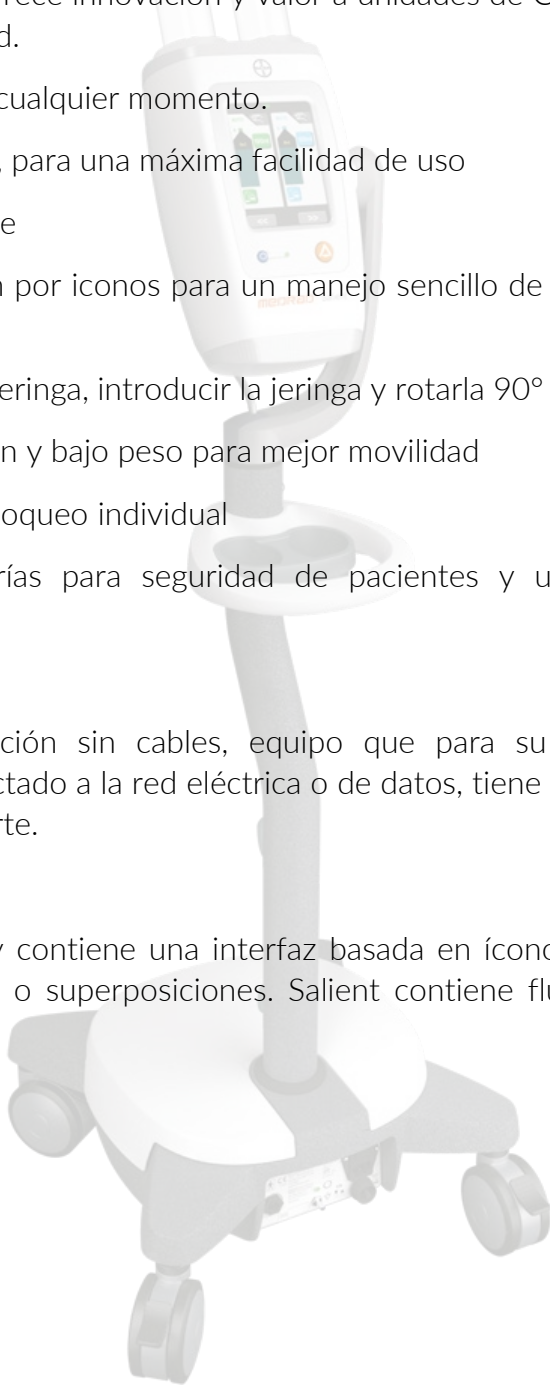 innovación y valor a unidades de
d.
cualquier momento.
, para una máxima facilidad de uso
e
n por iconos para un manejo sencillo de
eringa, introducir la jeringa y rotarla 90°
n y bajo peso para mejor movilidad
oqueo individual
rías para seguridad de pacientes y u
ción sin cables, equipo que para su
ctado a la red eléctrica o de datos, tiene
rte.
y contiene una interfaz basada en ícono
o superposiciones. Salient contiene flu